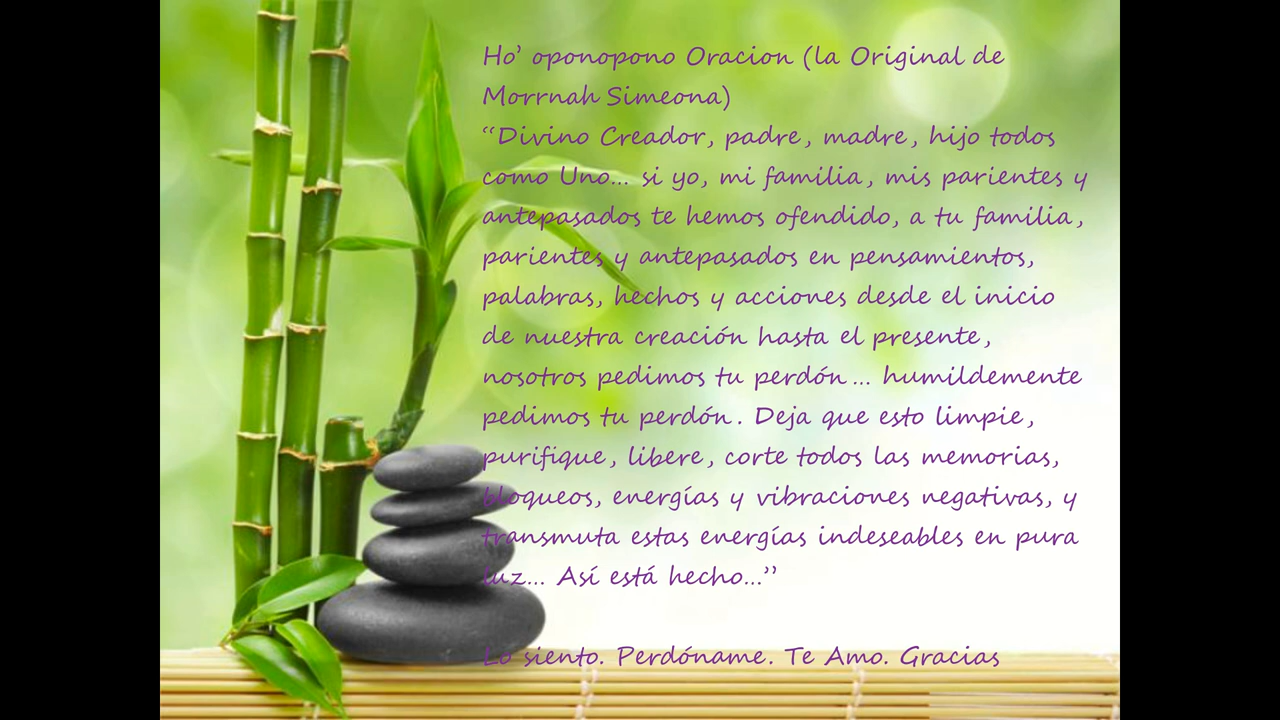 Ho’ oponopono Oracion (la Original de
Morrnah Simeona)
“Divino Creador, padre, madre, hijo todos
como Uno... si yo, mi familia, mis parientes y
antepasados te hemos ofendido, a tu familia,
parientes y antepasados en pensamientos,
palabras, hechos y acciones desde el inicio
de nuestra creación hasta el presente,
nosotros pedimos tu perdón... humildemente
pedimos tu perdón. Deja que esto limpie,
purifique, libere, corte todos las memorias,
bloqueos, energías y vibraciones negativas, y
transmuta estas energías indeseables en pura
luz... Así está hecho...”
Lo siento. Perdóname. Te Amo. Gracias